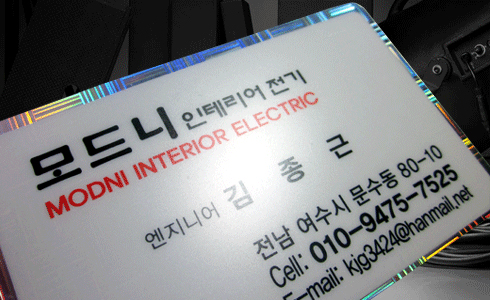 모드니 인테리어 전기
MODNI INTERIOR ELECTRIC
엔지니어 김 종 근
전남 여수시 문수동 80-10
Cell: 010-9475-7525
E-mail: kjg3424@hanmail.net